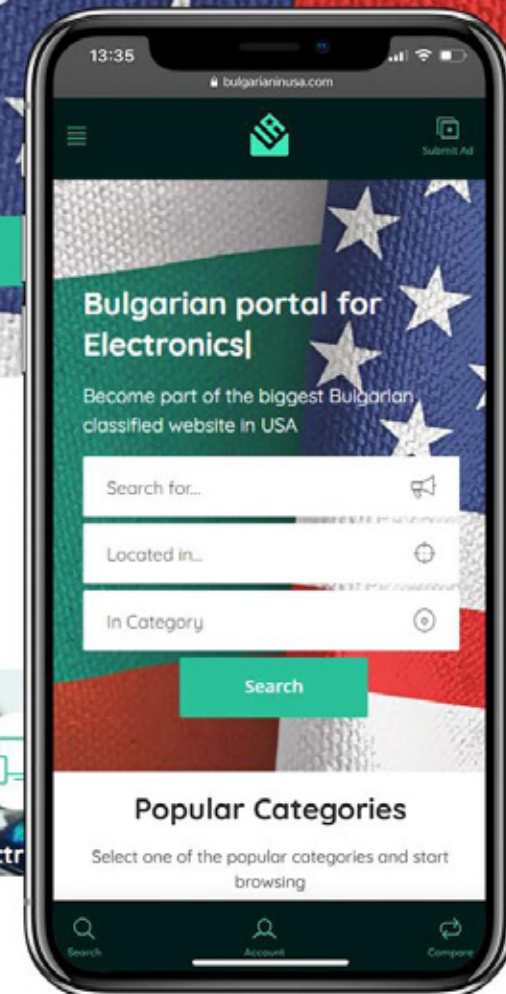 13:35
bulgarianinusa.com
Submit Ad
Bulgarian portal for
Electronics|
Become part of the biggest Bulgarian
classified website in USA
Search for...
Located in...
In Category
Search
Popular Categories
Select one of the popular categories and start
browsing
Search
Account
Compare